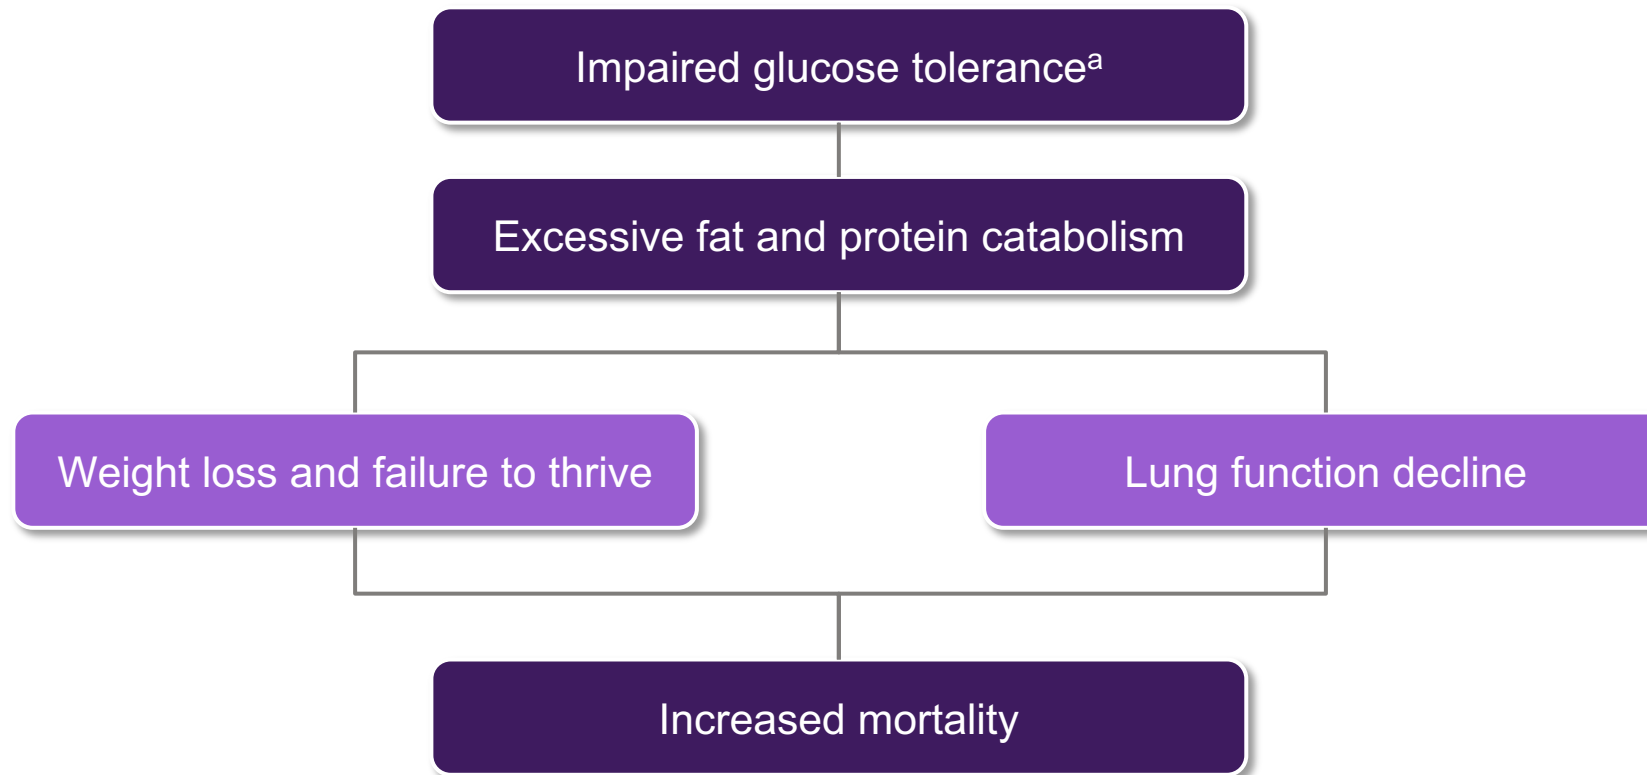 Impaired glucose toleranceᵃ
Excessive fat and protein catabolism
Weight loss and failure to thrive
Lung function decline
Increased mortality